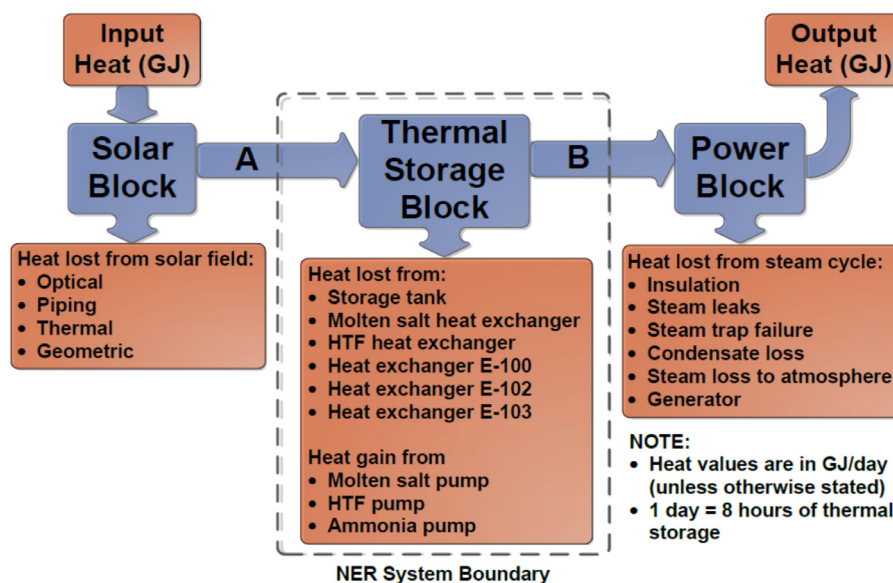 Input
Heat (GJ)
Output
Heat (GJ)
Solar
Block
A
Thermal
Storage
Block
B
Power
Block
Heat lost from solar field:
• Optical
• Piping
• Thermal
• Geometric
Heat lost from:
• Storage tank
• Molten salt heat exchanger
• HTF heat exchanger
• Heat exchanger E-100
• Heat exchanger E-102
• Heat exchanger E-103
Heat gain from
• Molten salt pump
• HTF pump
• Ammonia pump
Heat lost from steam cycle:
• Insulation
• Steam leaks
• Steam trap failure
• Condensate loss
• Steam loss to atmosphere
• Generator
NOTE:
• Heat values are in GJ/day
(unless otherwise stated)
• 1 day = 8 hours of thermal
storage
NER System Boundary